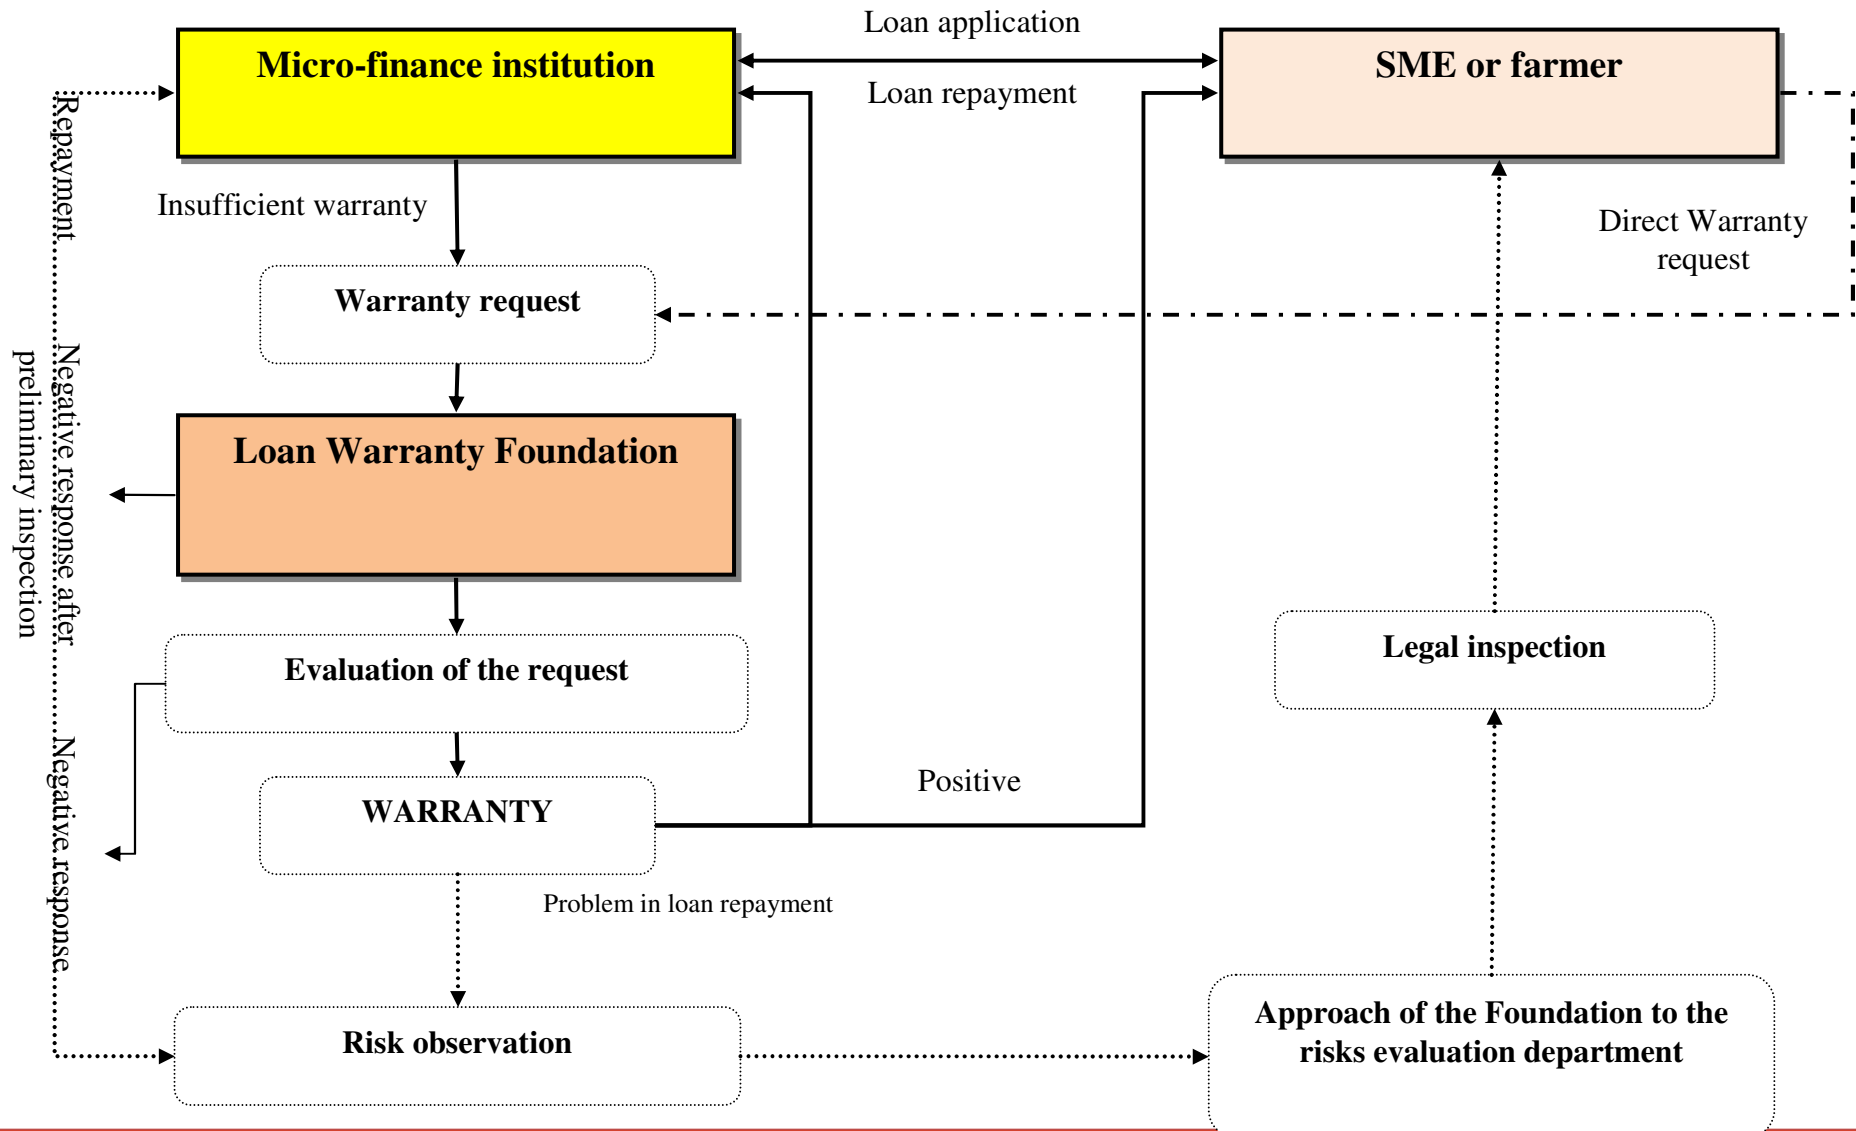 Loan application
Micro-finance institution
SME or farmer
Loan repayment
Repayment
Insufficient warranty
Direct Warranty
request
Warranty request
Negative response after
preliminary inspection
Loan Warranty Foundation
Evaluation of the request
Legal inspection
Negative response
WARRANTY
Positive
Problem in loan repayment
Risk observation
Approach of the Foundation to the
risks evaluation department